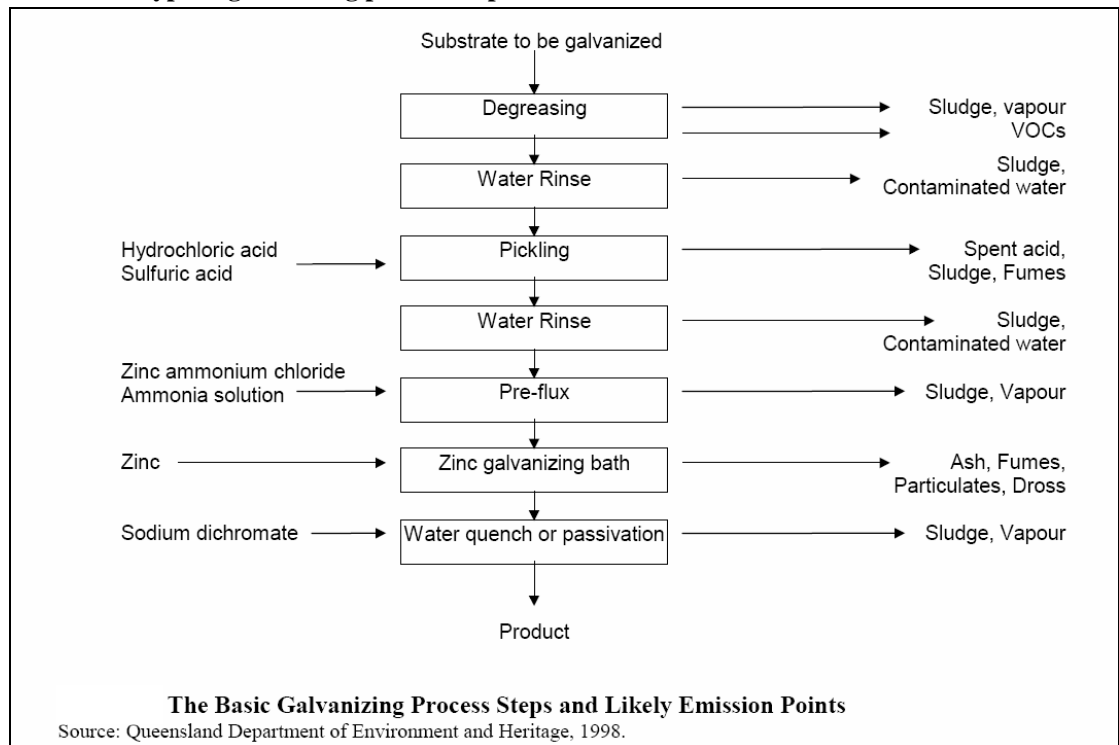 Substrate to be galvanized
Degreasing
Sludge, vapour
VOCs
Water Rinse
Sludge,
Contaminated water
Hydrochloric acid
Sulfuric acid
Pickling
Spent acid,
Sludge, Fumes
Water Rinse
Sludge,
Contaminated water
Zinc ammonium chloride
Ammonia solution
Pre-flux
Sludge, Vapour
Zinc
Zinc galvanizing bath
Ash, Fumes,
Particulates, Dross
Sodium dichromate
Water quench or passivation
Sludge, Vapour
Product
The Basic Galvanizing Process Steps and Likely Emission Points
Source: Queensland Department of Environment and Heritage, 1998.